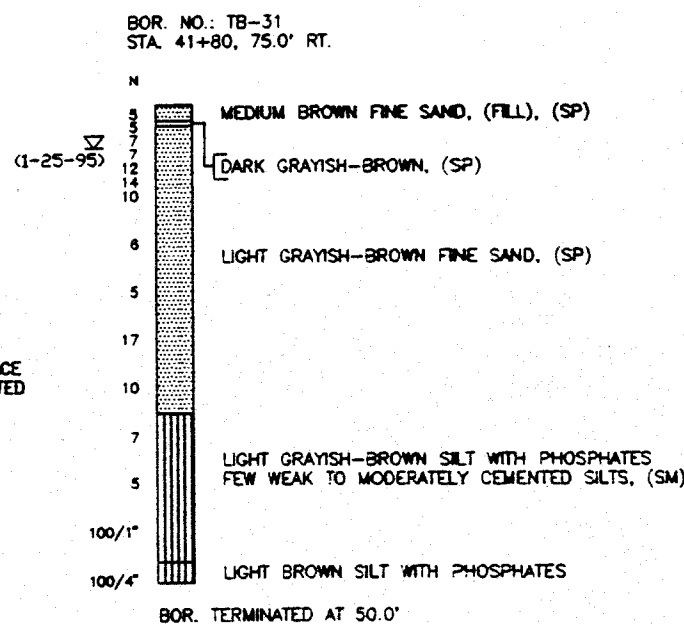 BOR. NO.: TB-31
STA. 41+80, 75.0' RT.
N
5
MEDIUM BROWN FINE SAND, (FILL), (SP)
5
7
7
(1-25-95)
12
DARK GRAYISH-BROWN, (SP)
14
10
6
LIGHT GRAYISH-BROWN FINE SAND, (SP)
5
17
10
7
LIGHT GRAYISH-BROWN SILT WITH PHOSPHATES
FEW WEAK TO MODERATELY CEMENTED SILTS, (SM)
5
100/1"
100/4"
LIGHT BROWN SILT WITH PHOSPHATES
BOR. TERMINATED AT 50.0'